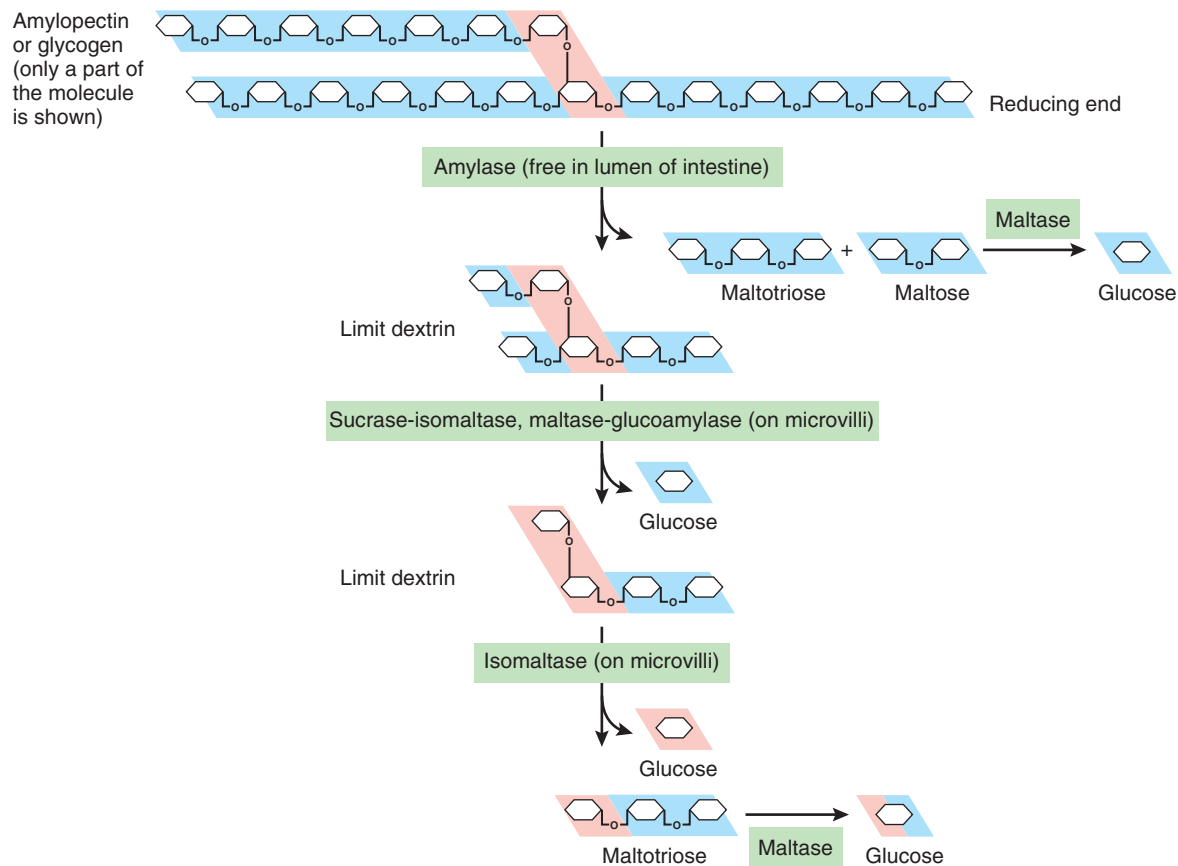 Amylopectin
or glycogen
(only a part of
the molecule
is shown)
O O O O O O
O
O O O O O O O O O O O O
Reducing end
Amylase (free in lumen of intestine)
Maltase
O O + O
Maltotriose
Maltose
Glucose
O
O
Limit dextrin
O O O O
Sucrase-isomaltase, maltase-glucoamylase (on microvilli)
Glucose
O
Limit dextrin
O O
Isomaltase (on microvilli)
Glucose
O O
Maltotriose
Maltase
Glucose